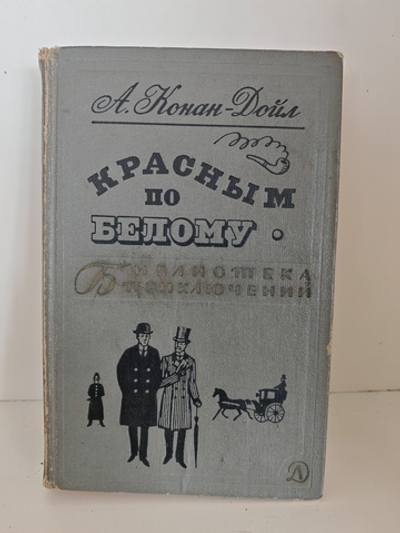 А. Конан-Дойл
КРАСНЫМ
ПО
БЕЛОМУ
БИБЛИОТЕКА
ПРИКЛЮЧЕНИЙ
Д